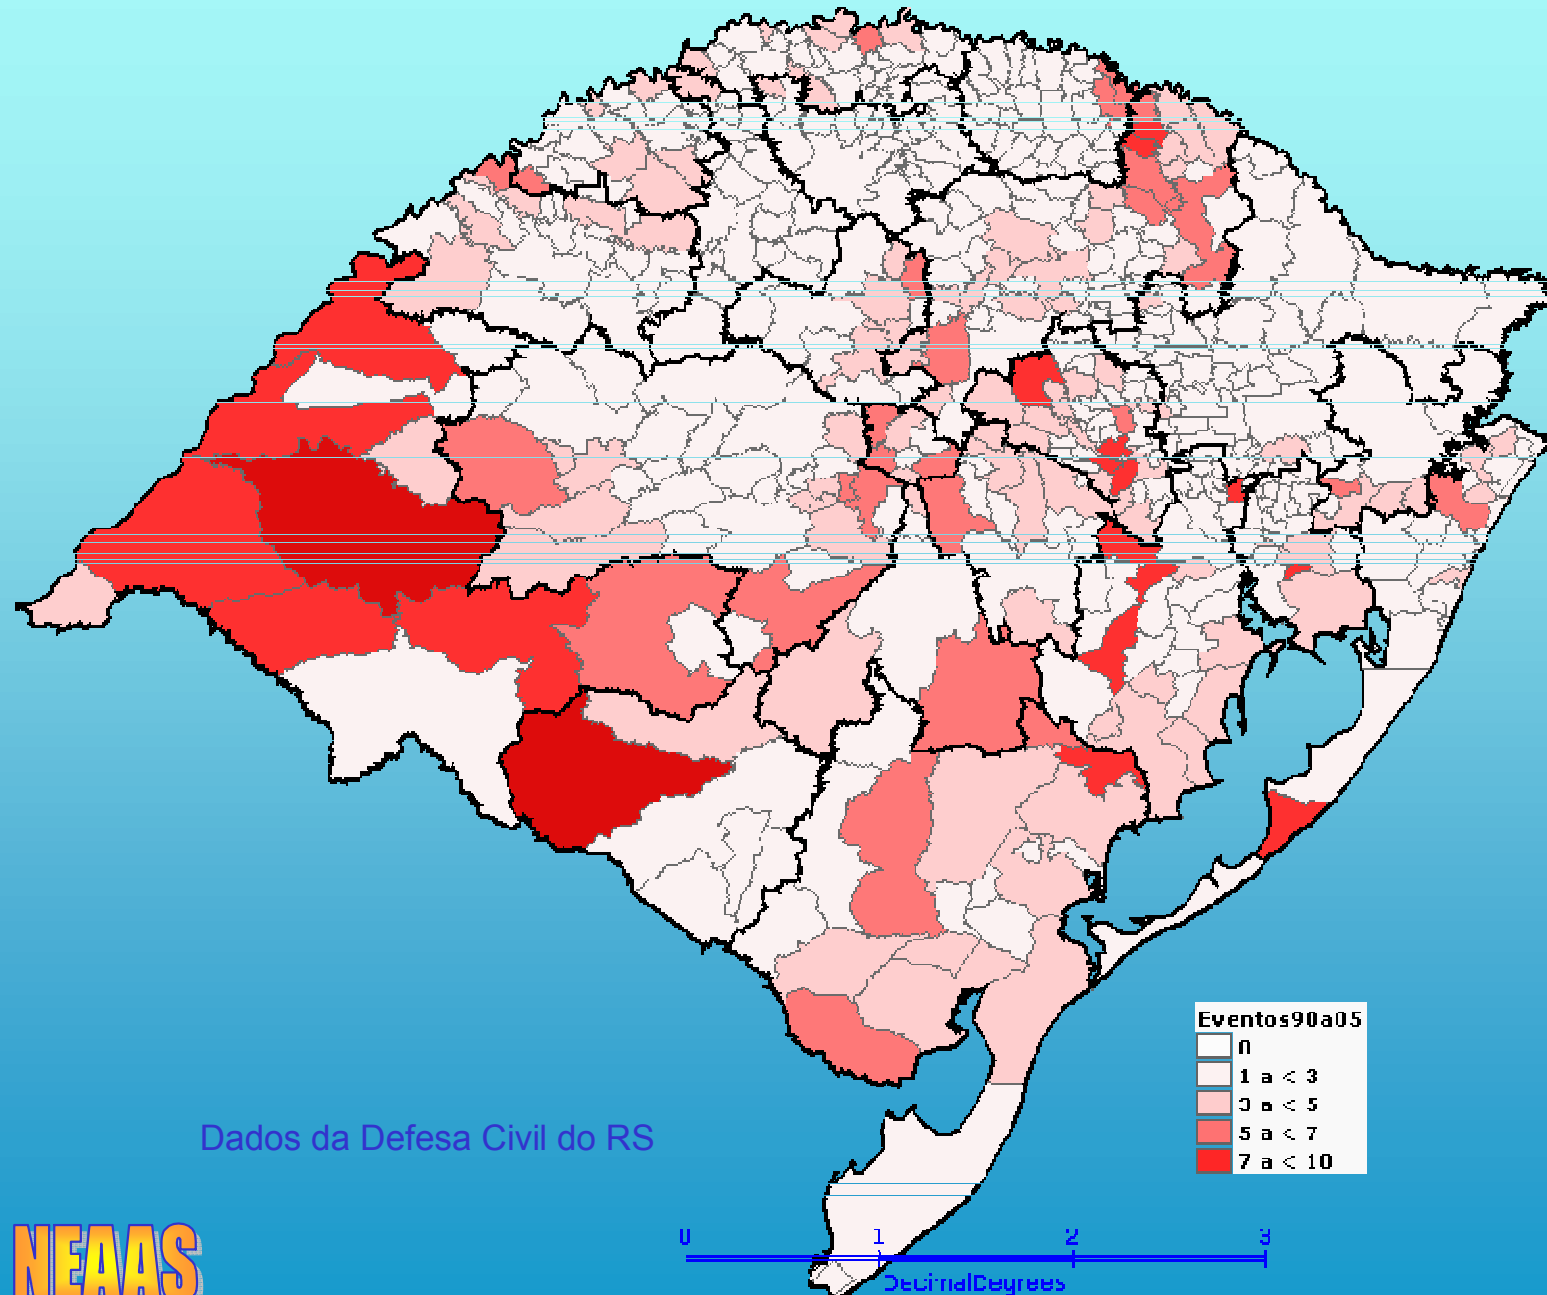 Eventos90a05
0
1 a < 3
3 a < 5
5 a < 7
7 a < 10
Dados da Defesa Civil do RS
0 1 2 3
DecimalDegrees
NEAAS